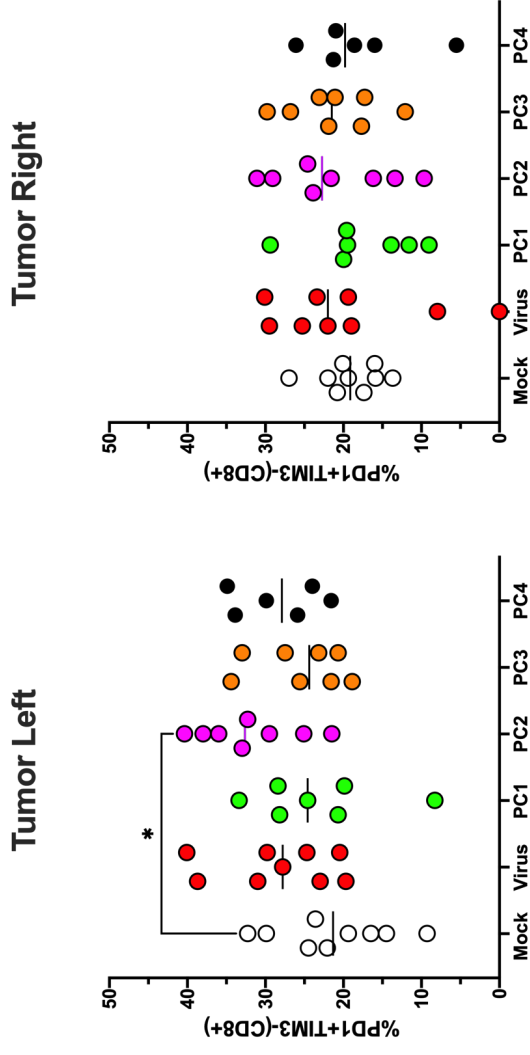 Tumor Left
%PD1+TIM3-(CD8+)
50
40
30
20
10
0
*
Mock
Virus
PC1
PC2
PC3
PC4
Tumor Right
%PD1+TIM3-(CD8+)
50
40
30
20
10
0
Mock
Virus
PC1
PC2
PC3
PC4